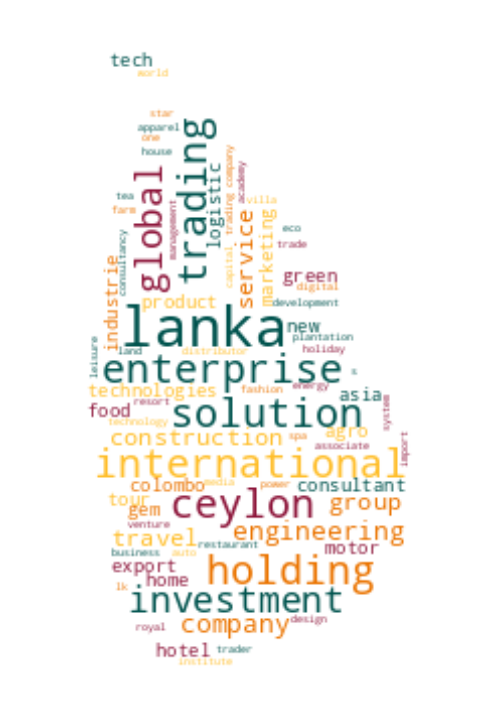 tech
world
star
apparel
one
house
trading
global
logistic
trading company
academy
management
tea
farm
villa
service
marketing
consultancy
eco
trade
capital
industrie
green
digital
product
development
lanka
new
plantation
leisure
land
distributor
holiday
enterprise
s
technologies
fashion
energy
asia
resort
food
solution
system
technology
construction
spa
agro
associate
import
international
colombo
media
power
consultant
tour
gem
ceylon
group
venture
engineering
travel
restaurant
motor
business
auto
export
home
holding
lk
investment
royal
company
design
hotel
trader
institute